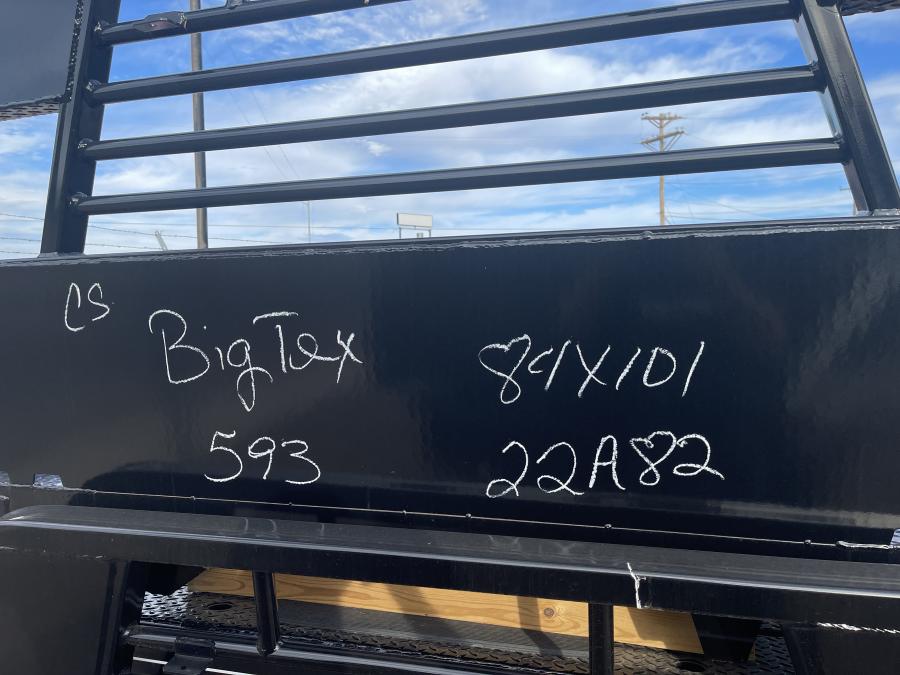 CS
BigTex
84X101
593
22A82